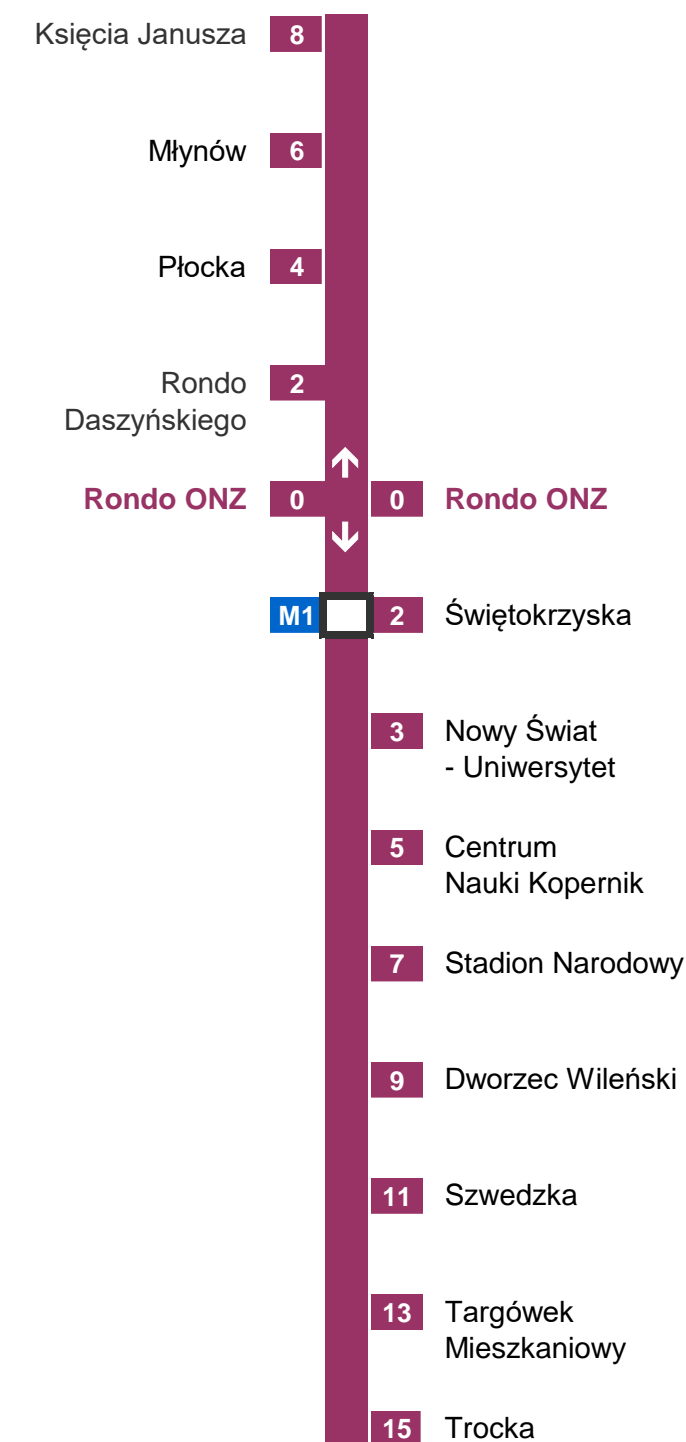 Księcia Janusza 8
Młynów 6
Płocka 4
Rondo 2
Daszyńskiego
Rondo ONZ 0 0 Rondo ONZ
M1 2 Świętokrzyska
3 Nowy Świat
- Uniwersytet
5 Centrum
Nauki Kopernik
7 Stadion Narodowy
9 Dworzec Wileński
11 Szwedzka
13 Targówek
Mieszkaniowy
15 Trocka